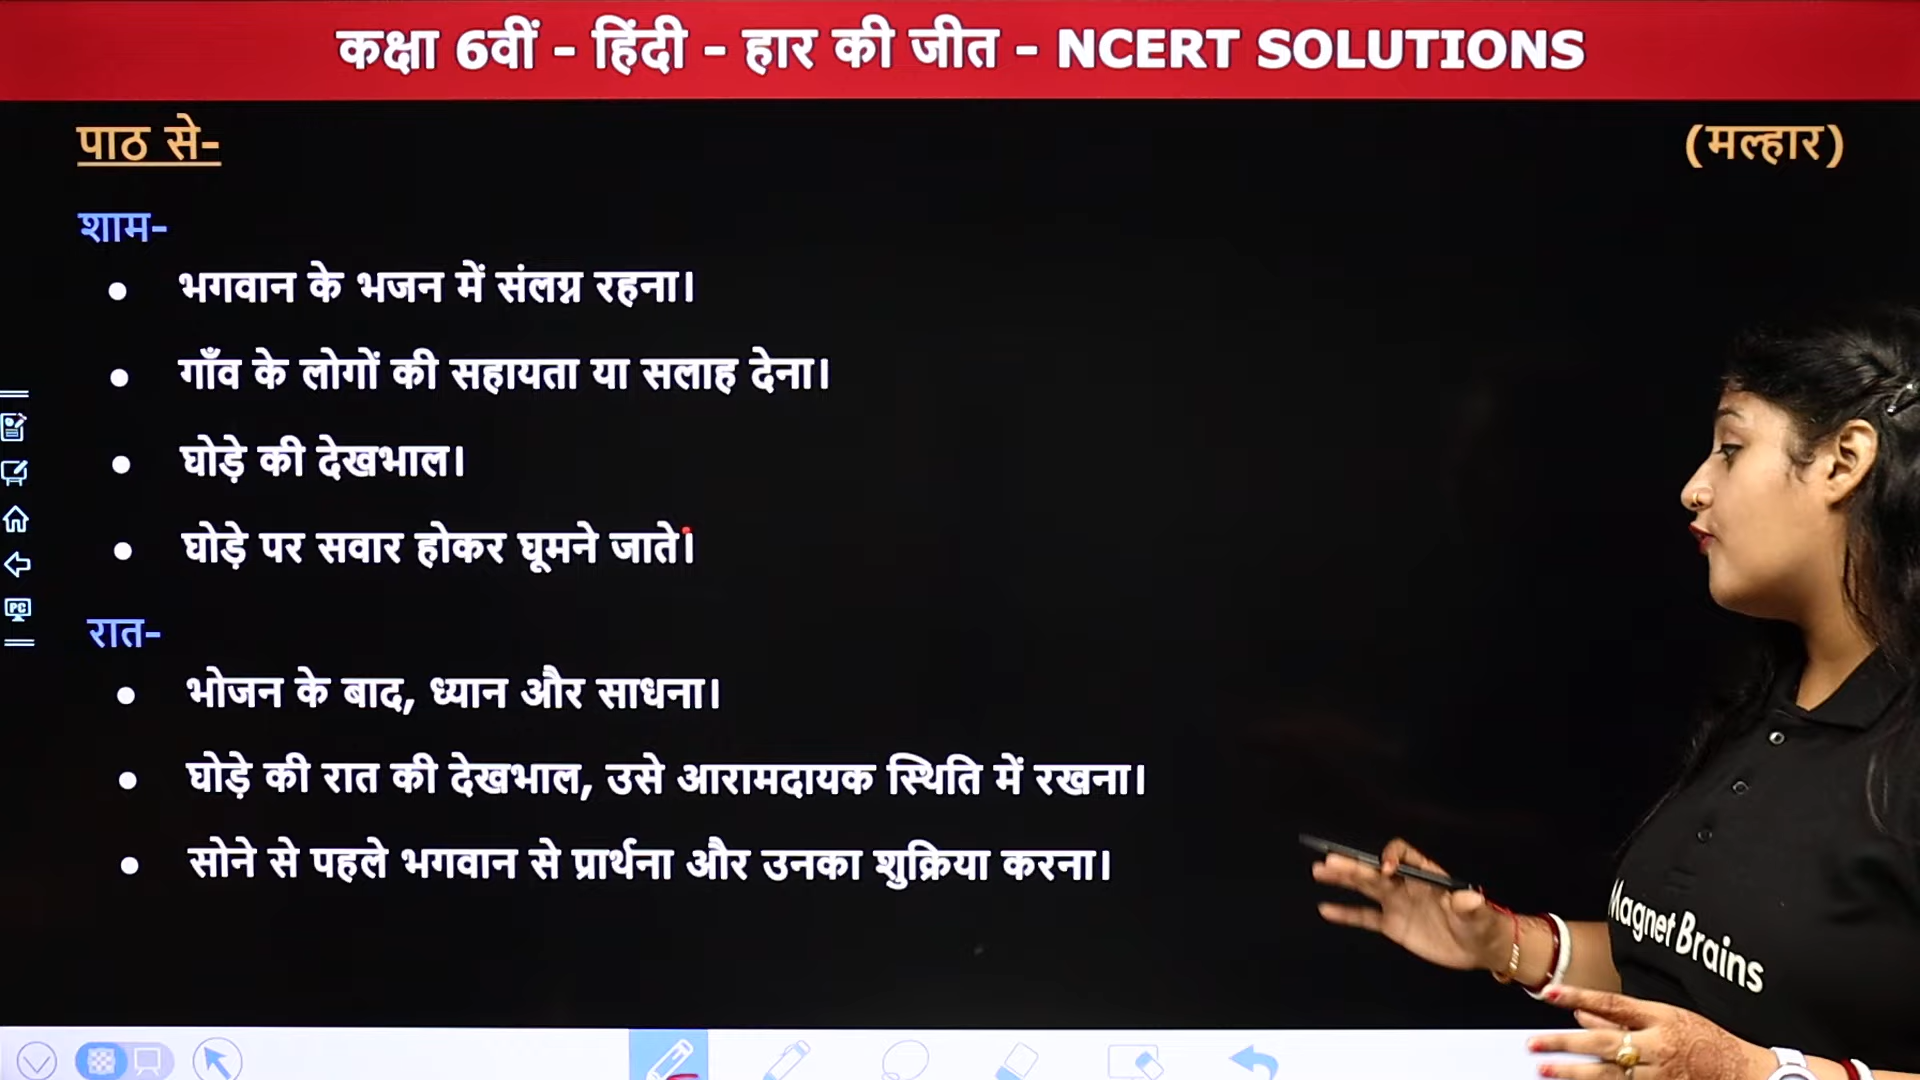 कक्षा 6वीं - हिंदी - हार की जीत - NCERT SOLUTIONS
पाठ से-
(मल्हार)
शाम-
● भगवान के भजन में संलग्न रहना।
● गाँव के लोगों की सहायता या सलाह देना।
● घोड़े की देखभाल।
● घोड़े पर सवार होकर घूमने जाते।
रात-
● भोजन के बाद, ध्यान और साधना।
● घोड़े की रात की देखभाल, उसे आरामदायक स्थिति में रखना।
● सोने से पहले भगवान से प्रार्थना और उनका शुक्रिया करना।
Magnet Brains
PC